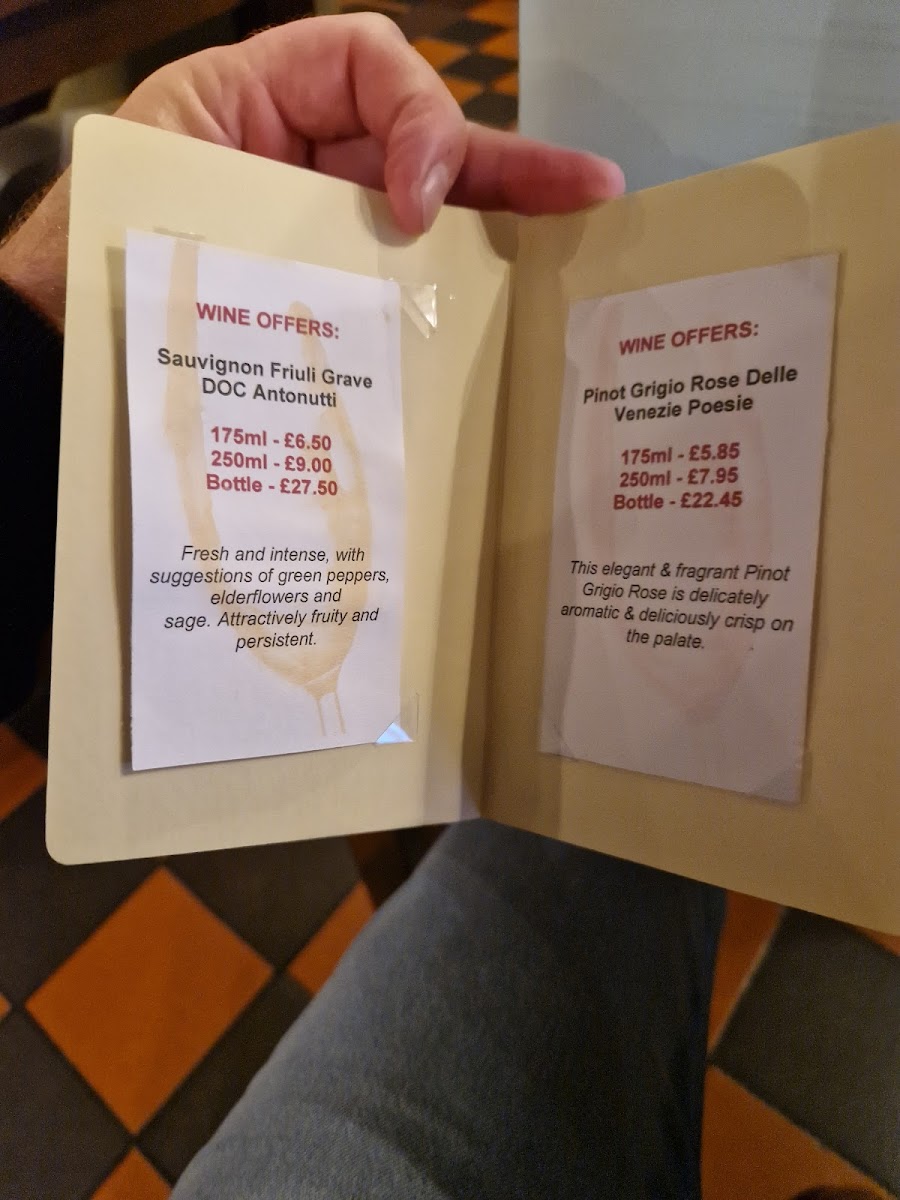 WINE OFFERS:
Sauvignon Friuli Grave
DOC Antonutti
175ml - £6.50
250ml - £9.00
Bottle - £27.50
Fresh and intense, with
suggestions of green peppers,
elderflowers and
sage. Attractively fruity and
persistent.
WINE OFFERS:
Pinot Grigio Rose Delle
Venezie Poesie
175ml - £5.85
250ml - £7.95
Bottle - £22.45
This elegant & fragrant Pinot
Grigio Rose is delicately
aromatic & deliciously crisp on
the palate.